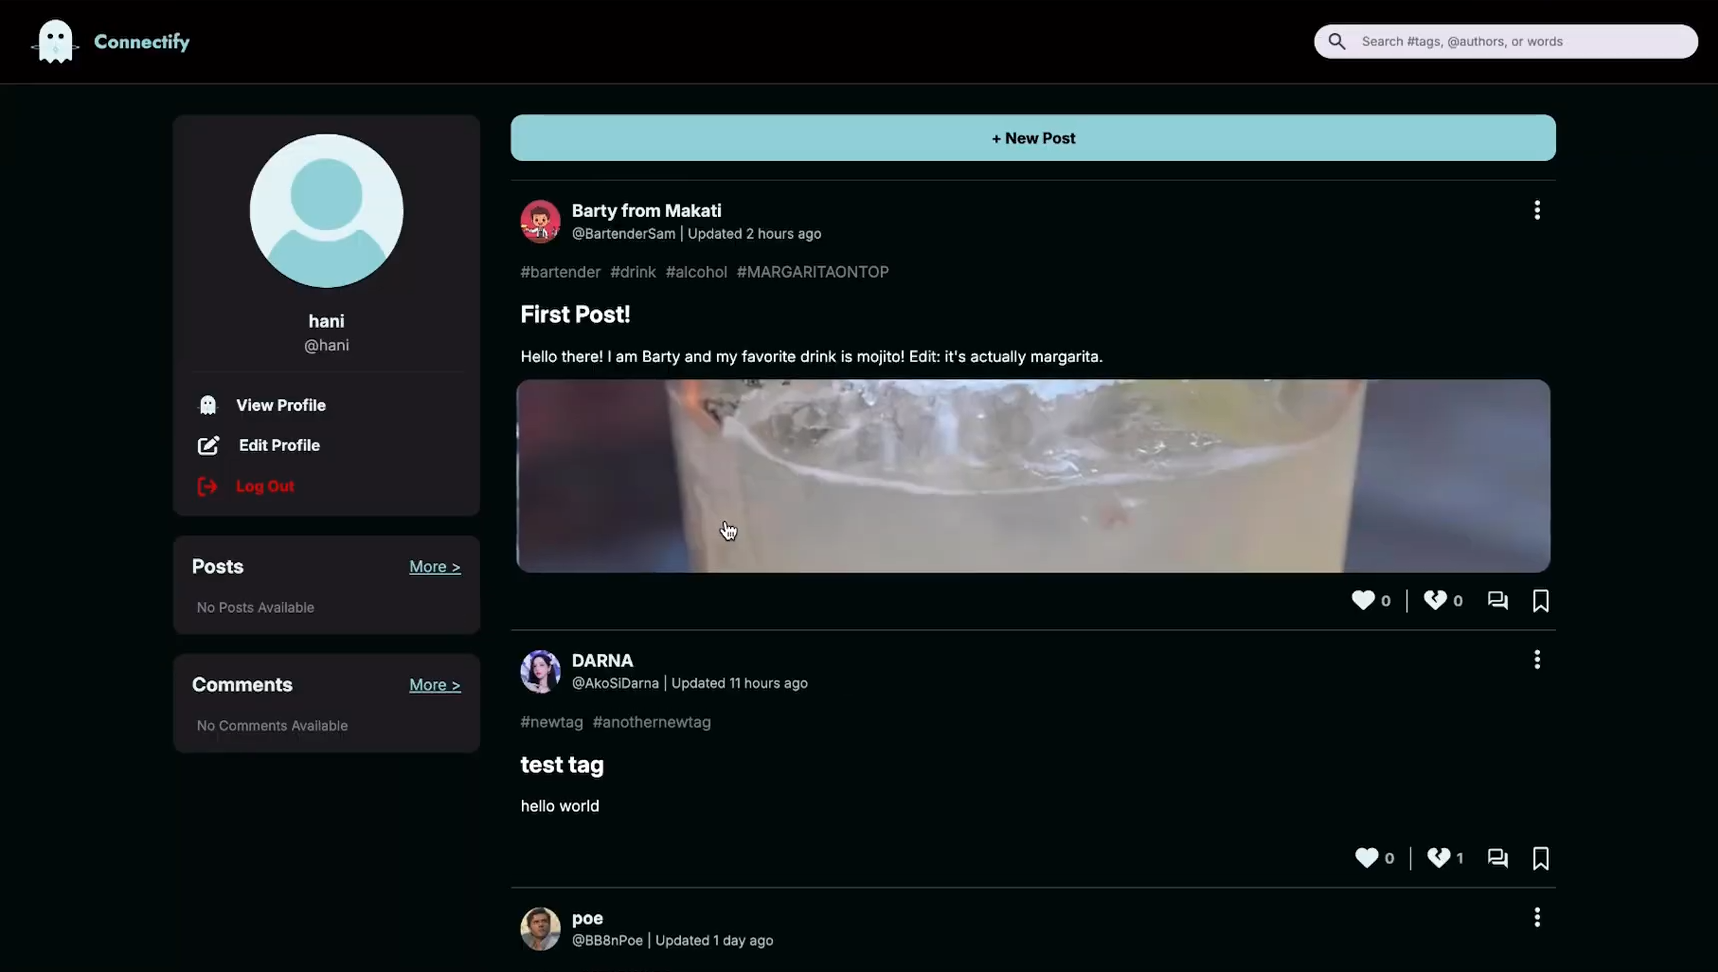 Connectify
Search #tags, @authors, or words
hani
@hani
View Profile
Edit Profile
Log Out
Posts
More >
No Posts Available
Comments
More >
No Comments Available
+ New Post
Barty from Makati
@BartenderSam | Updated 2 hours ago
#bartender #drink #alcohol #MARGARITAONTOP
First Post!
Hello there! I am Barty and my favorite drink is mojito! Edit: it's actually margarita.
0 | 0
DARNA
@AkoSiDarna | Updated 11 hours ago
#newtag #anothernewtag
test tag
hello world
0 | 1
poe
@BB8nPoe | Updated 1 day ago